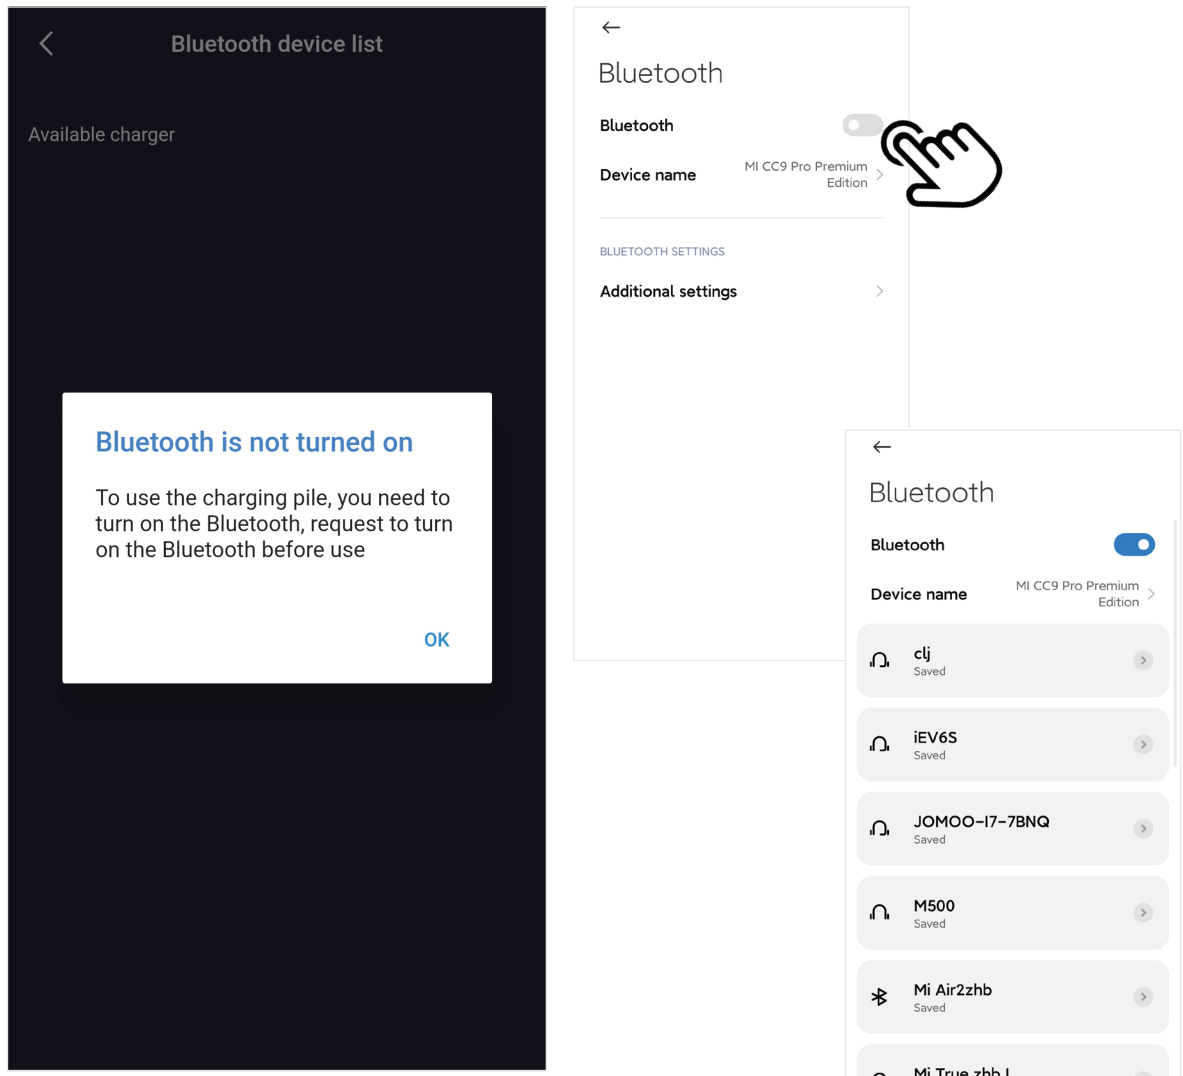 Bluetooth device list
Available charger
Bluetooth is not turned on
To use the charging pile, you need to
turn on the Bluetooth, request to turn
on the Bluetooth before use
OK
Bluetooth
Bluetooth
Device name
MI CC9 Pro Premium
Edition
BLUETOOTH SETTINGS
Additional settings
Bluetooth
Bluetooth
Device name
MI CC9 Pro Premium
Edition
clj
Saved
iEV6S
Saved
JOMOO-I7-7BNQ
Saved
M500
Saved
Mi Air2zhb
Saved
Mi True zhb